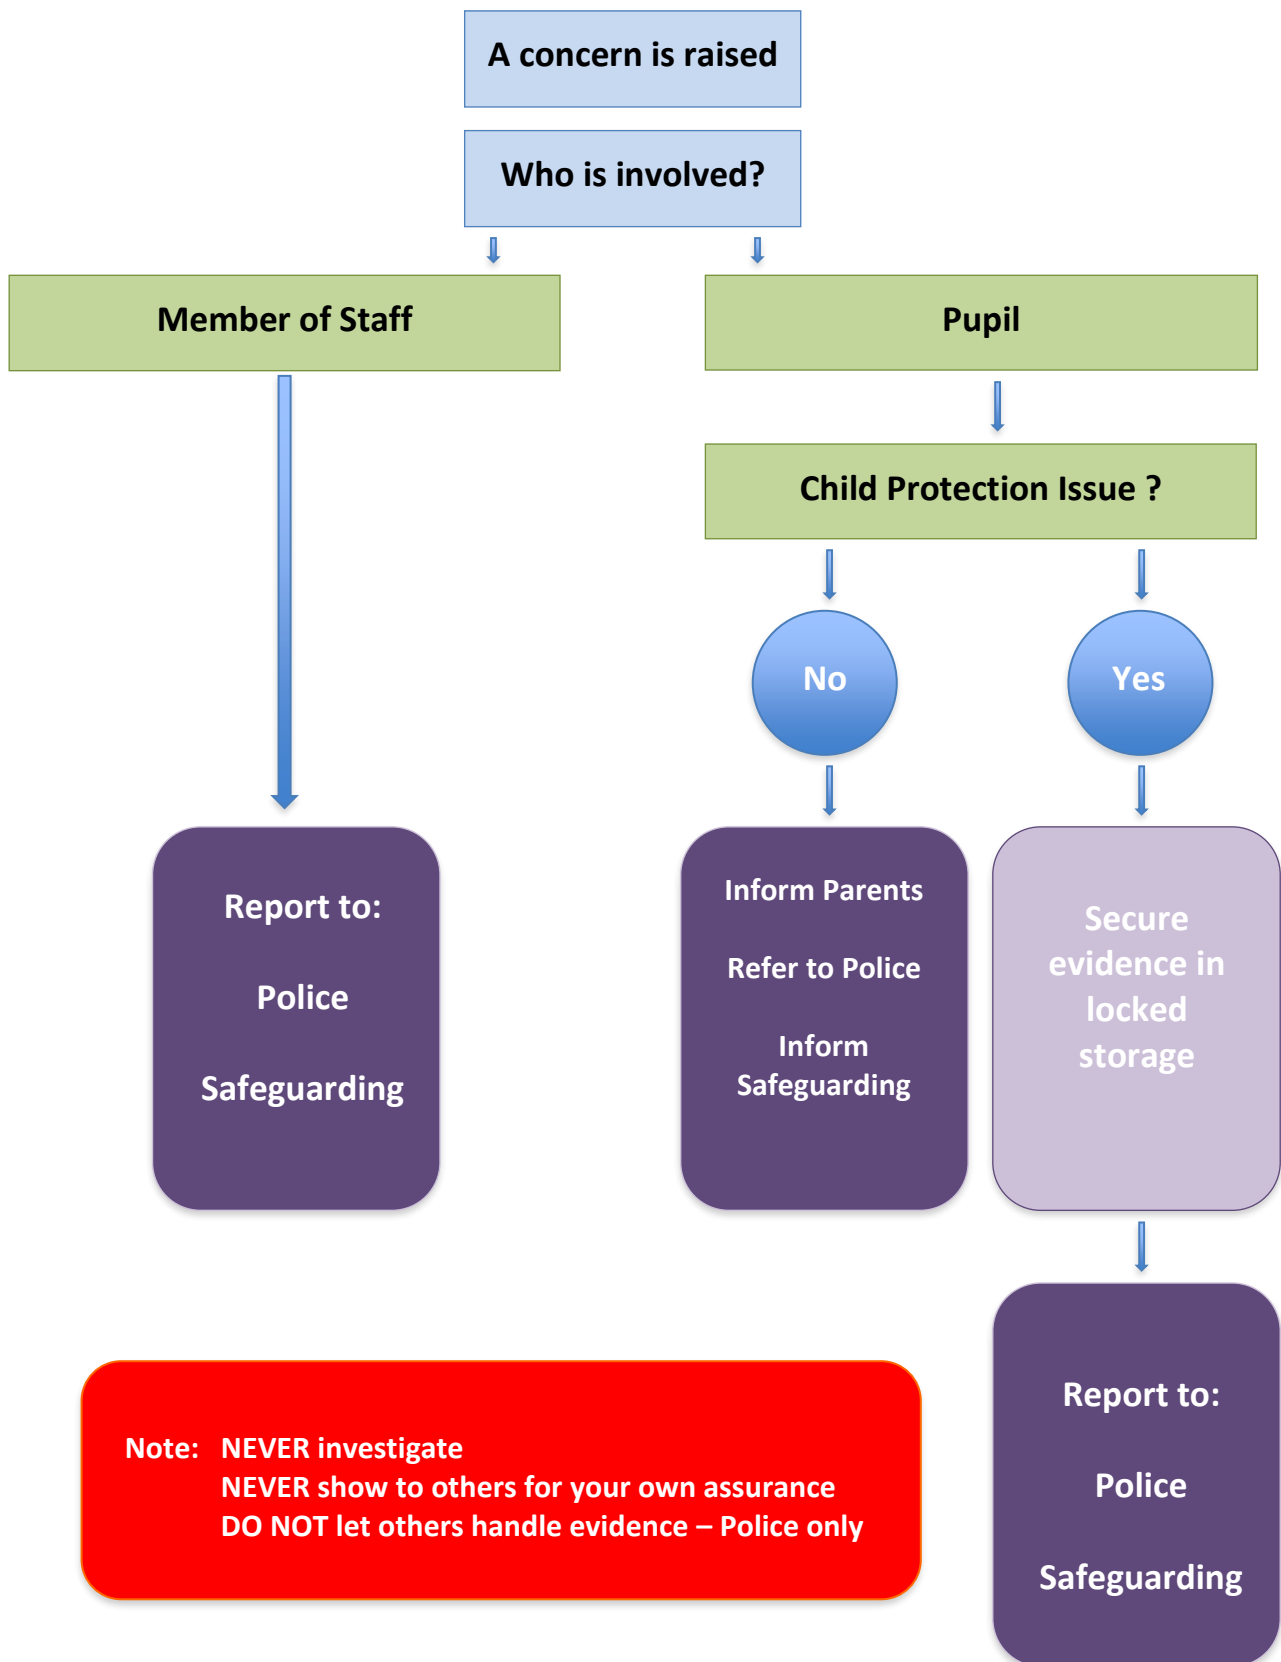 A concern is raised
Who is involved?
Member of Staff
Pupil
Child Protection Issue ?
No
Yes
Report to:
Police
Safeguarding
Inform Parents
Refer to Police
Inform
Safeguarding
Secure
evidence in
locked
storage
Note: NEVER investigate
NEVER show to others for your own assurance
DO NOT let others handle evidence – Police only
Report to:
Police
Safeguarding